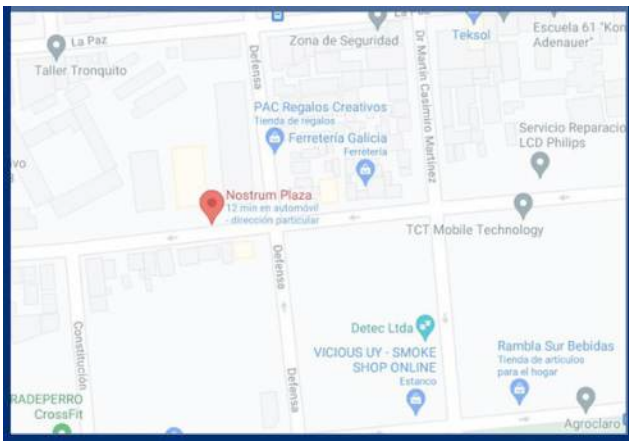 La Paz
La Paz
Taller Tronquito
Zona de Seguridad
Teksol
Escuela 61 "Kon
Adenauer"
Defensa
Dr Martín Casimiro Martínez
PAC Regalos Creativos
Tienda de regalos
Ferretería Galicia
Ferretería
Servicio Reparacio
LCD Philips
vo
Nostrum Plaza
12 min en automóvil
- dirección particular
TCT Mobile Technology
Defensa
Constitución
Detec Ltda
VICIOUS UY - SMOKE
SHOP ONLINE
Estanco
Rambla Sur Bebidas
Tienda de artículos
para el hogar
Defensa
RADEPERRO
CrossFit
Agroclaro